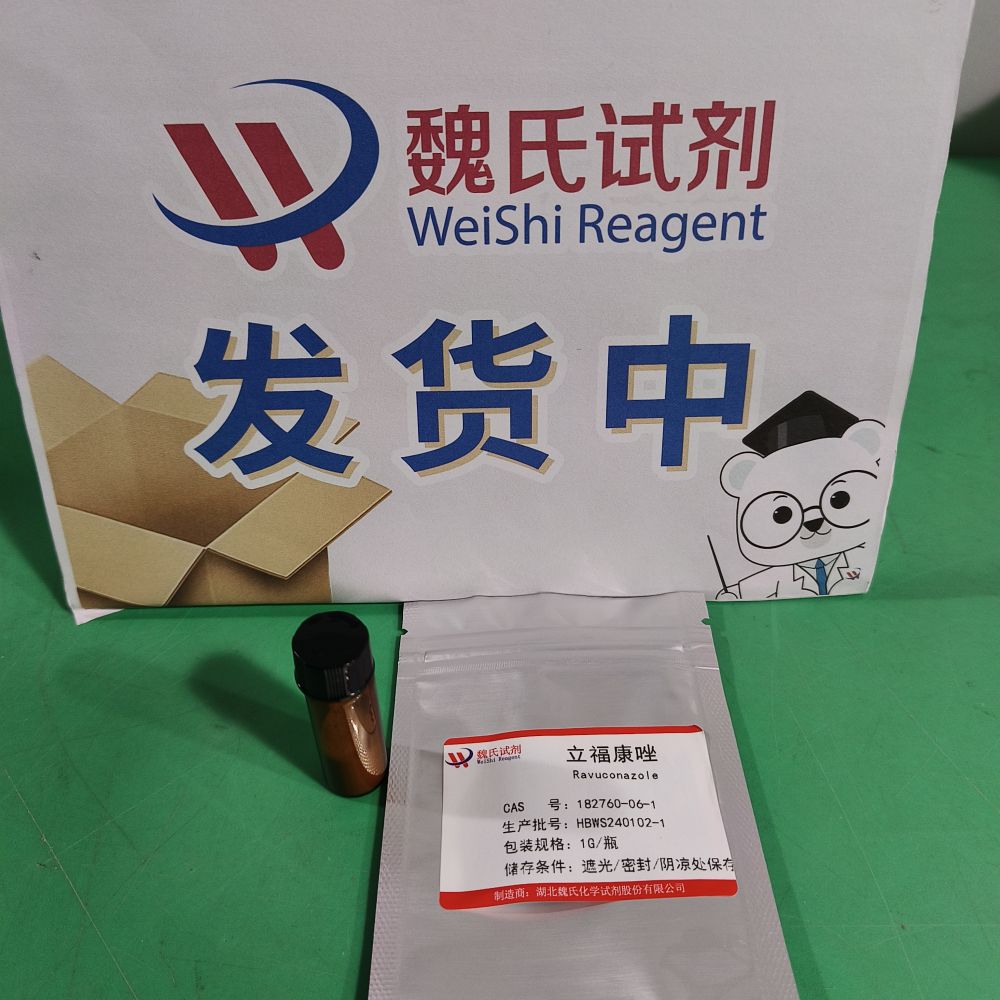 魏氏试剂
WeiShi Reagent
发货中
魏氏试剂
WeiShi Reagent
立福康唑
Ravuconazole
CAS 号：182760-06-1
生产批号：HBWS240102-1
包装规格：1G/瓶
储存条件：遮光/密封/阴凉处保存
制造商：湖北魏氏化学试剂股份有限公司